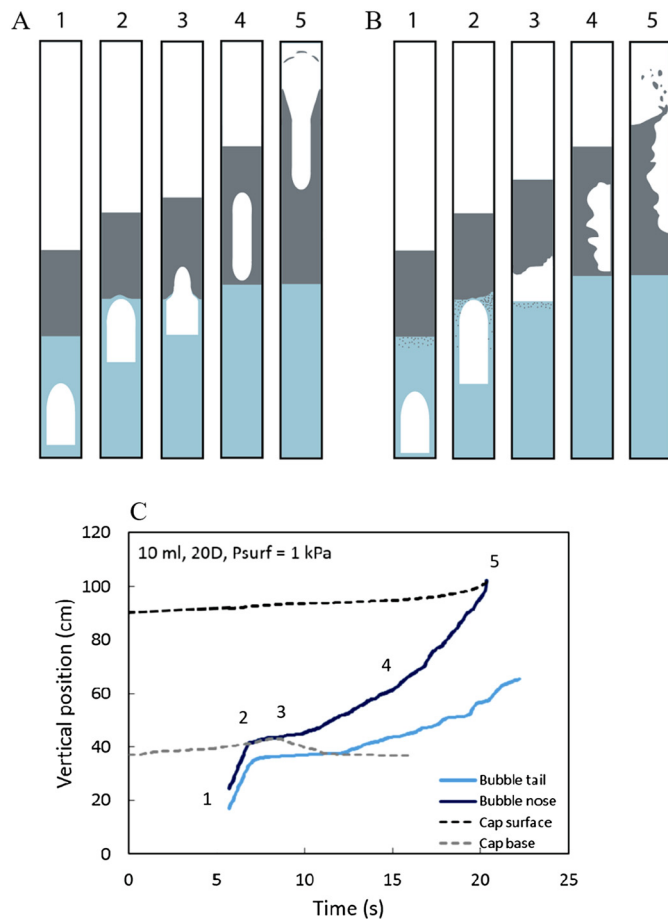 A 1 2 3 4 5 B 1 2 3 4 5
C
120
10 ml, 20D, Psurf = 1 kPa
5
100
80
4
60
2 3
40
1
20
0
Vertical position (cm)
Bubble tail
Bubble nose
Cap surface
Cap base
0 5 10 15 20 25
Time (s)